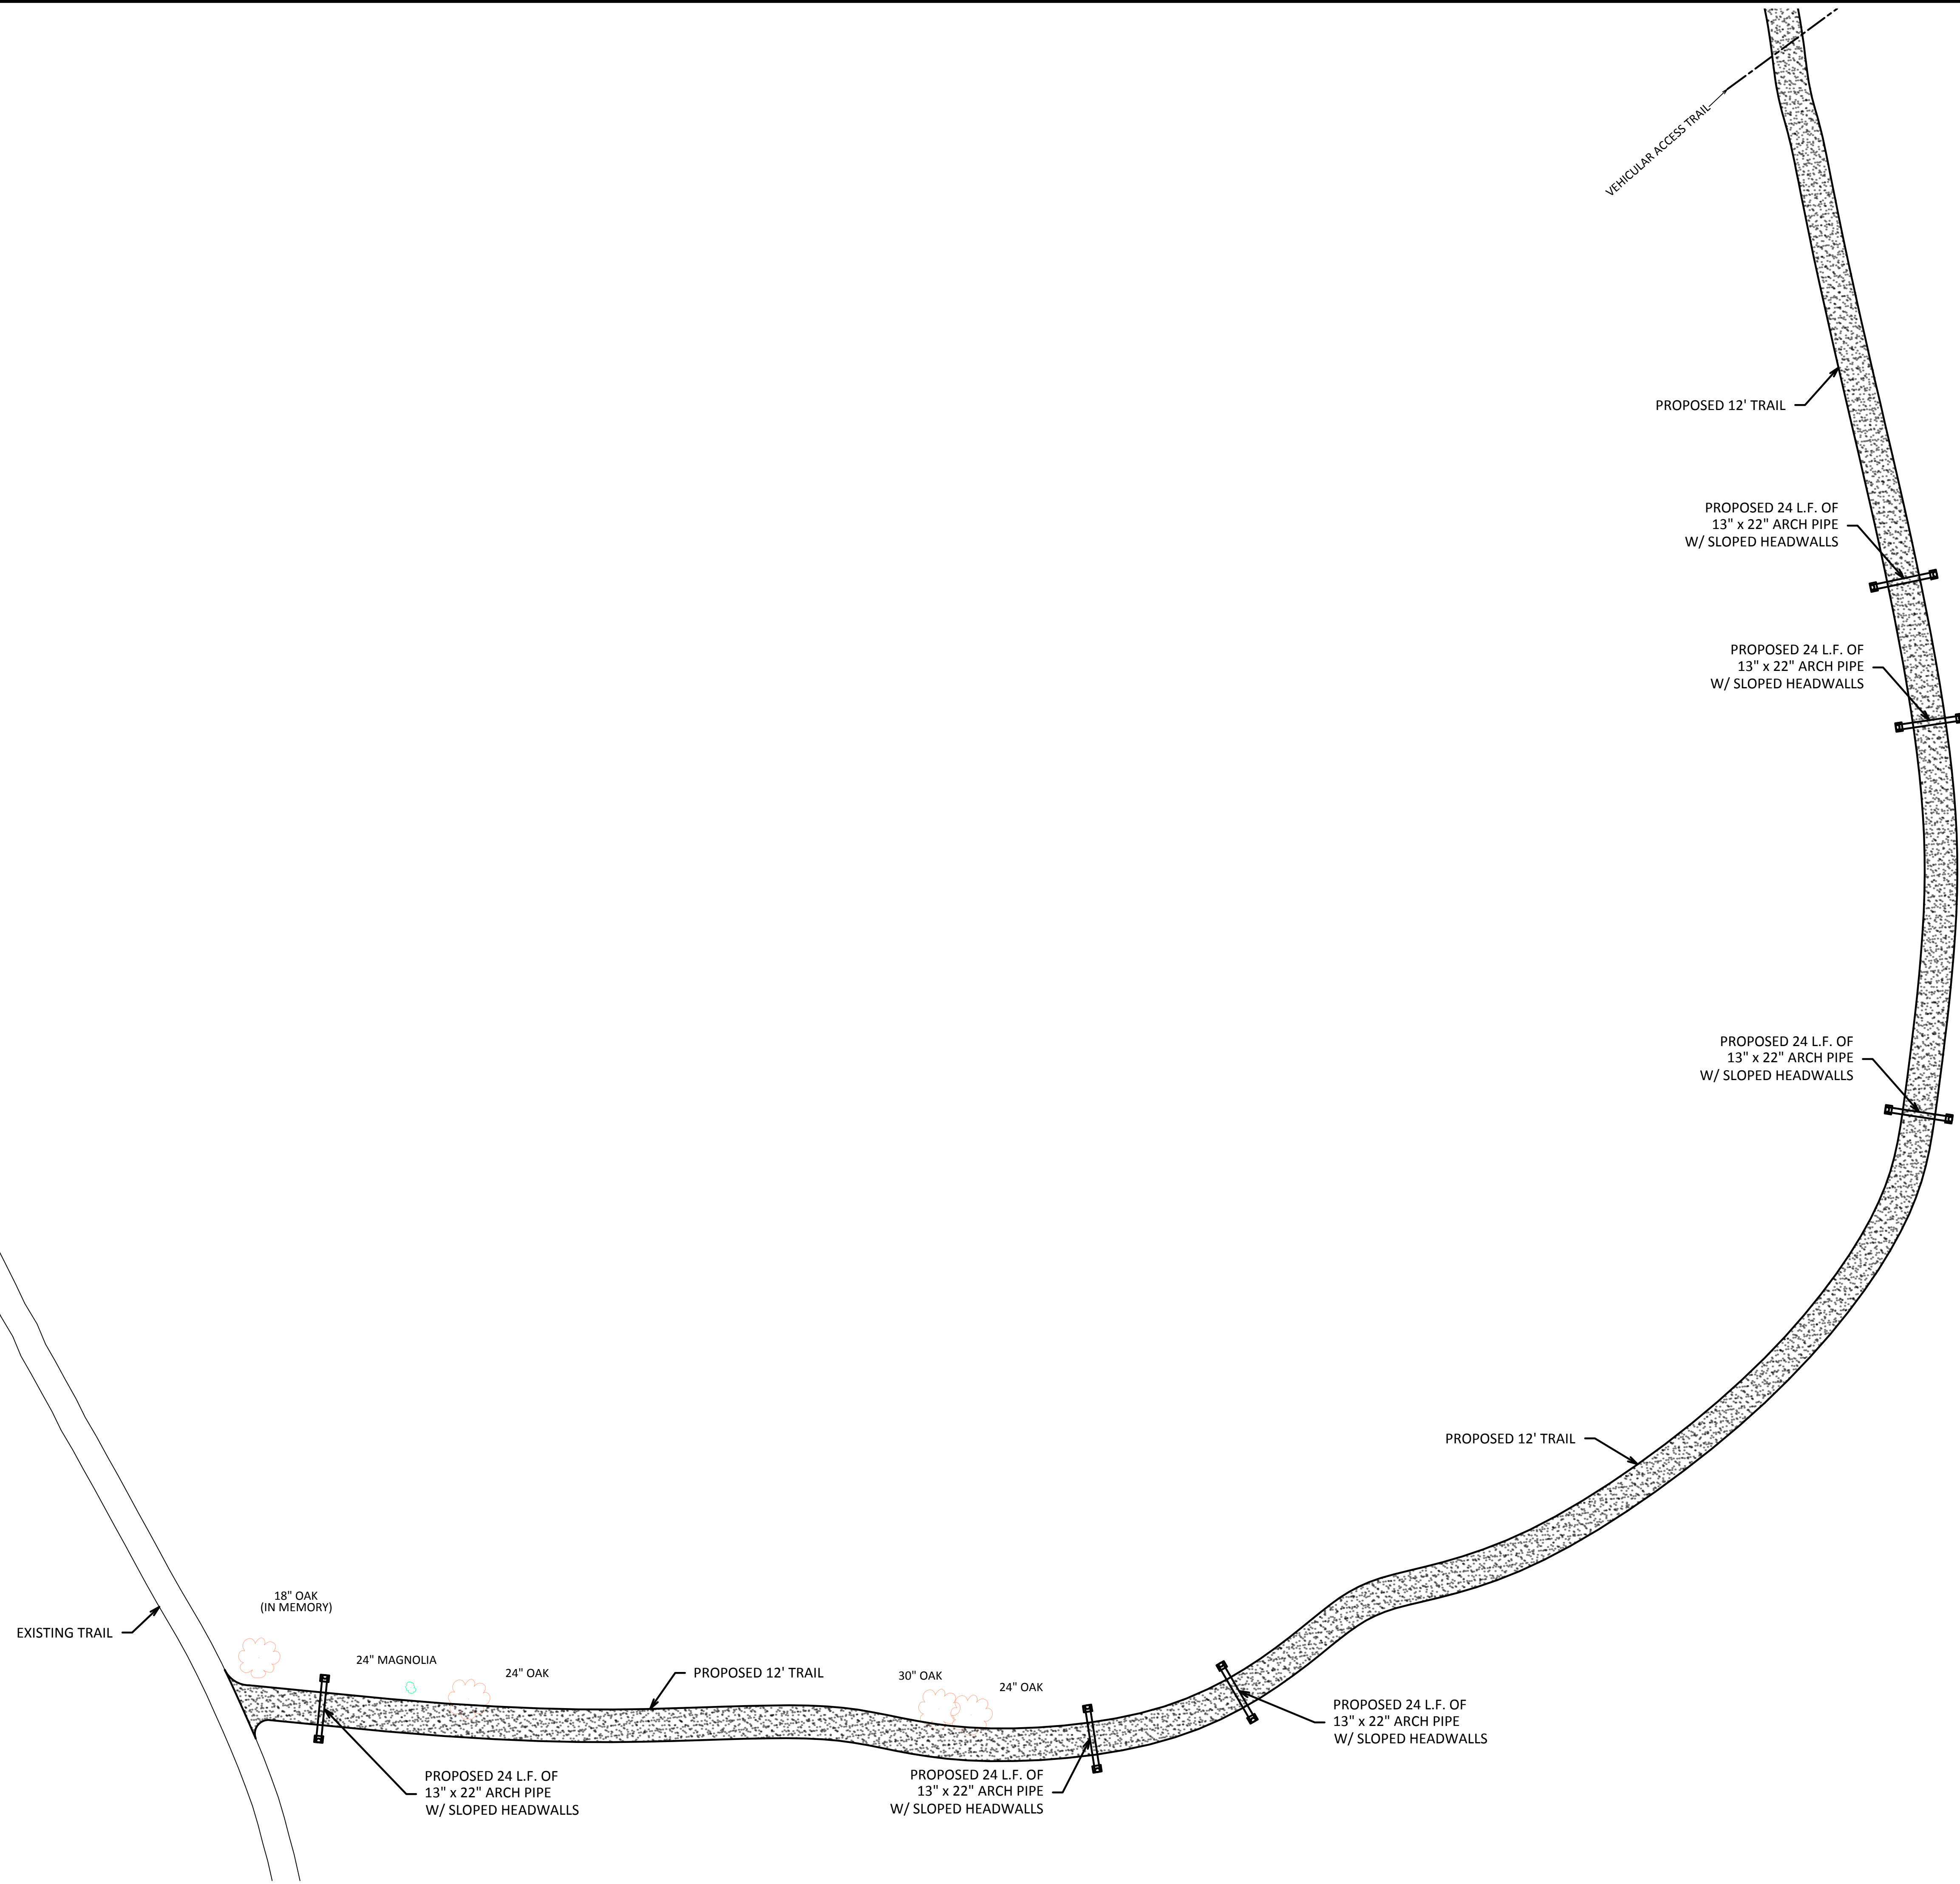 VEHICULAR ACCESS TRAIL
PROPOSED 12' TRAIL
PROPOSED 24 L.F. OF
13" x 22" ARCH PIPE
W/ SLOPED HEADWALLS
PROPOSED 24 L.F. OF
13" x 22" ARCH PIPE
W/ SLOPED HEADWALLS
PROPOSED 24 L.F. OF
13" x 22" ARCH PIPE
W/ SLOPED HEADWALLS
PROPOSED 12' TRAIL
18" OAK
(IN MEMORY)
EXISTING TRAIL
24" MAGNOLIA
24" OAK
PROPOSED 12' TRAIL
30" OAK
24" OAK
PROPOSED 24 L.F. OF
13" x 22" ARCH PIPE
W/ SLOPED HEADWALLS
PROPOSED 24 L.F. OF
13" x 22" ARCH PIPE
W/ SLOPED HEADWALLS
PROPOSED 24 L.F. OF
13" x 22" ARCH PIPE
W/ SLOPED HEADWALLS